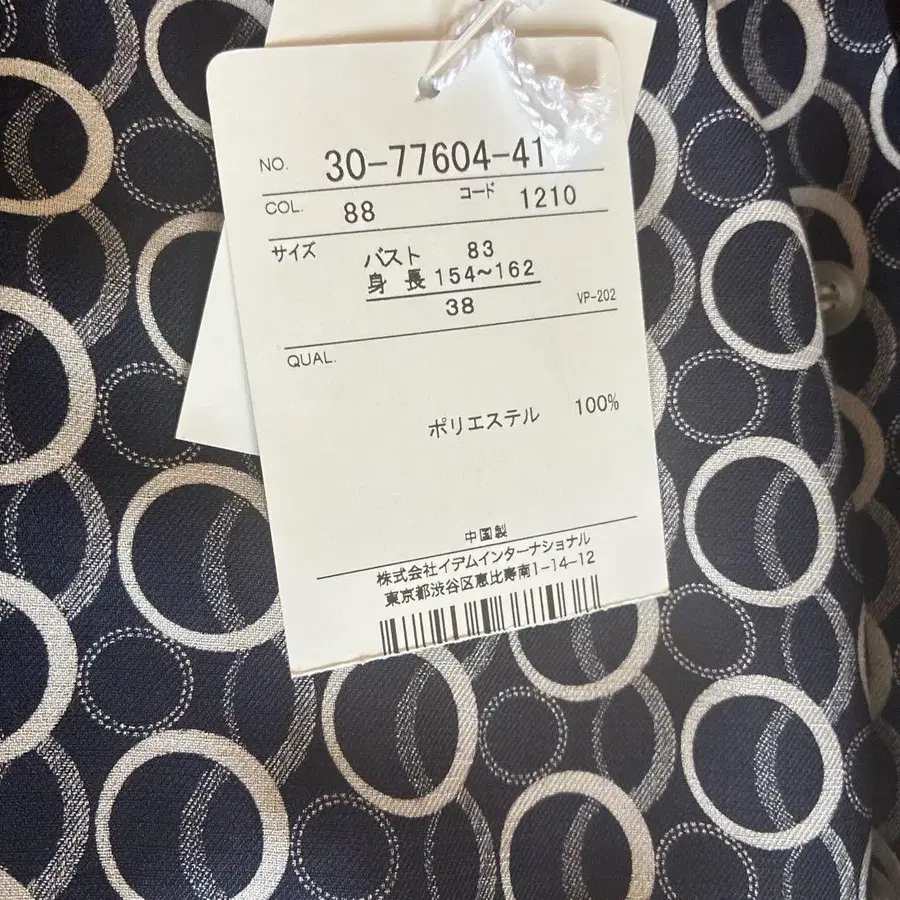 NO. 30-77604-41
COL. 88 コード 1210
サイズ バスト 83
身長 154~162
38 VP-202
QUAL.
ポリエステル 100%
中国製
株式会社イデムインターナショナル
東京都渋谷区恵比寿南1-14-12